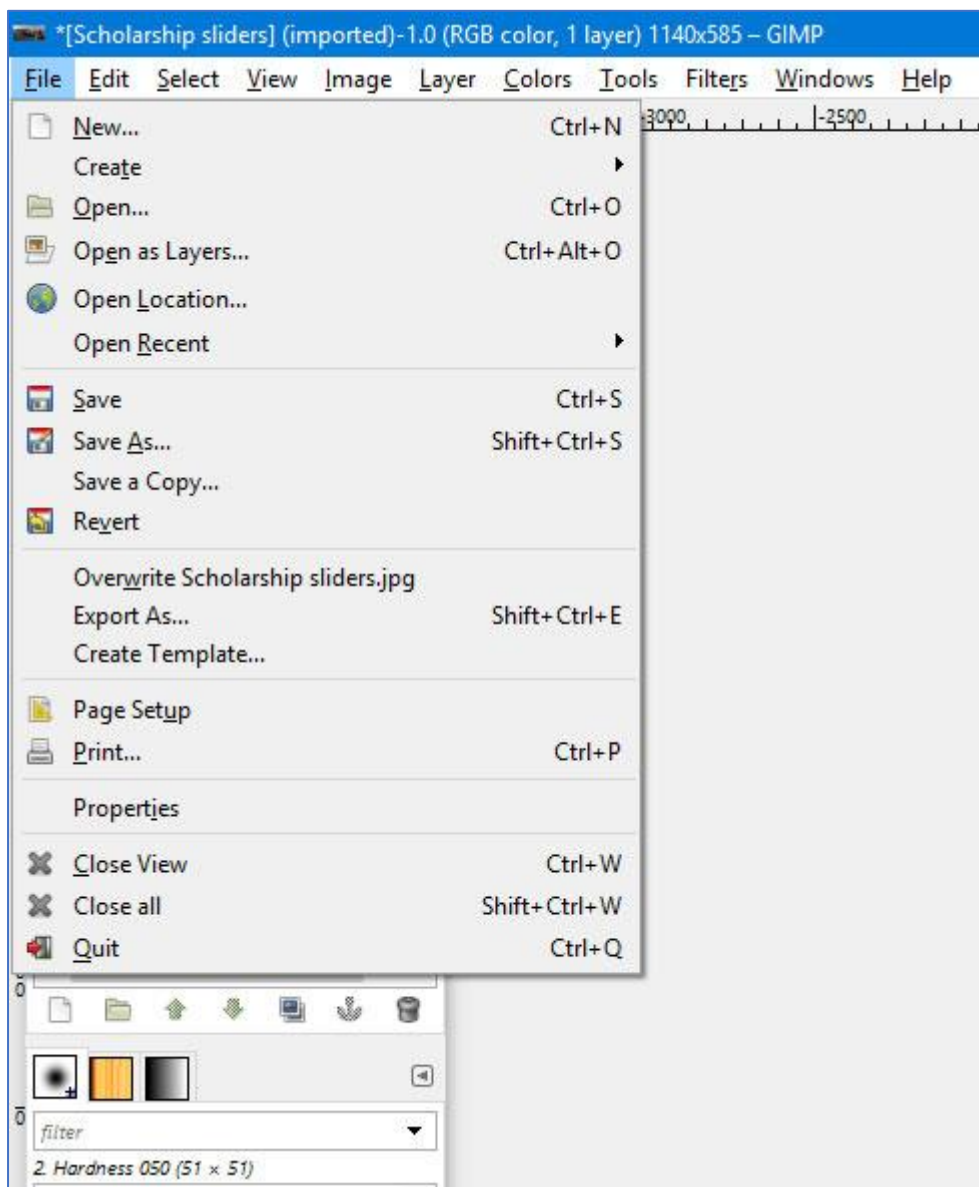 *[Scholarship sliders] (imported)-1.0 (RGB color, 1 layer) 1140x585 – GIMP
File Edit Select View Image Layer Colors Tools Filters Windows Help
-3000 -2500
New... Ctrl+N
Create
Open... Ctrl+O
Open as Layers... Ctrl+Alt+O
Open Location...
Open Recent
Save Ctrl+S
Save As... Shift+Ctrl+S
Save a Copy...
Revert
Overwrite Scholarship sliders.jpg
Export As... Shift+Ctrl+E
Create Template...
Page Setup
Print... Ctrl+P
Properties
Close View Ctrl+W
Close all Shift+Ctrl+W
Quit Ctrl+Q
0
0
filter
2. Hardness 050 (51 × 51)